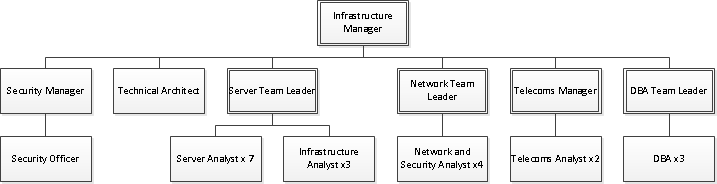 Infrastructure
Manager
Security Manager
Technical Architect
Server Team Leader
Network Team
Leader
Telecoms Manager
DBA Team Leader
Security Officer
Server Analyst x 7
Infrastructure
Analyst x3
Network and
Security Analyst x4
Telecoms Analyst x2
DBA x3